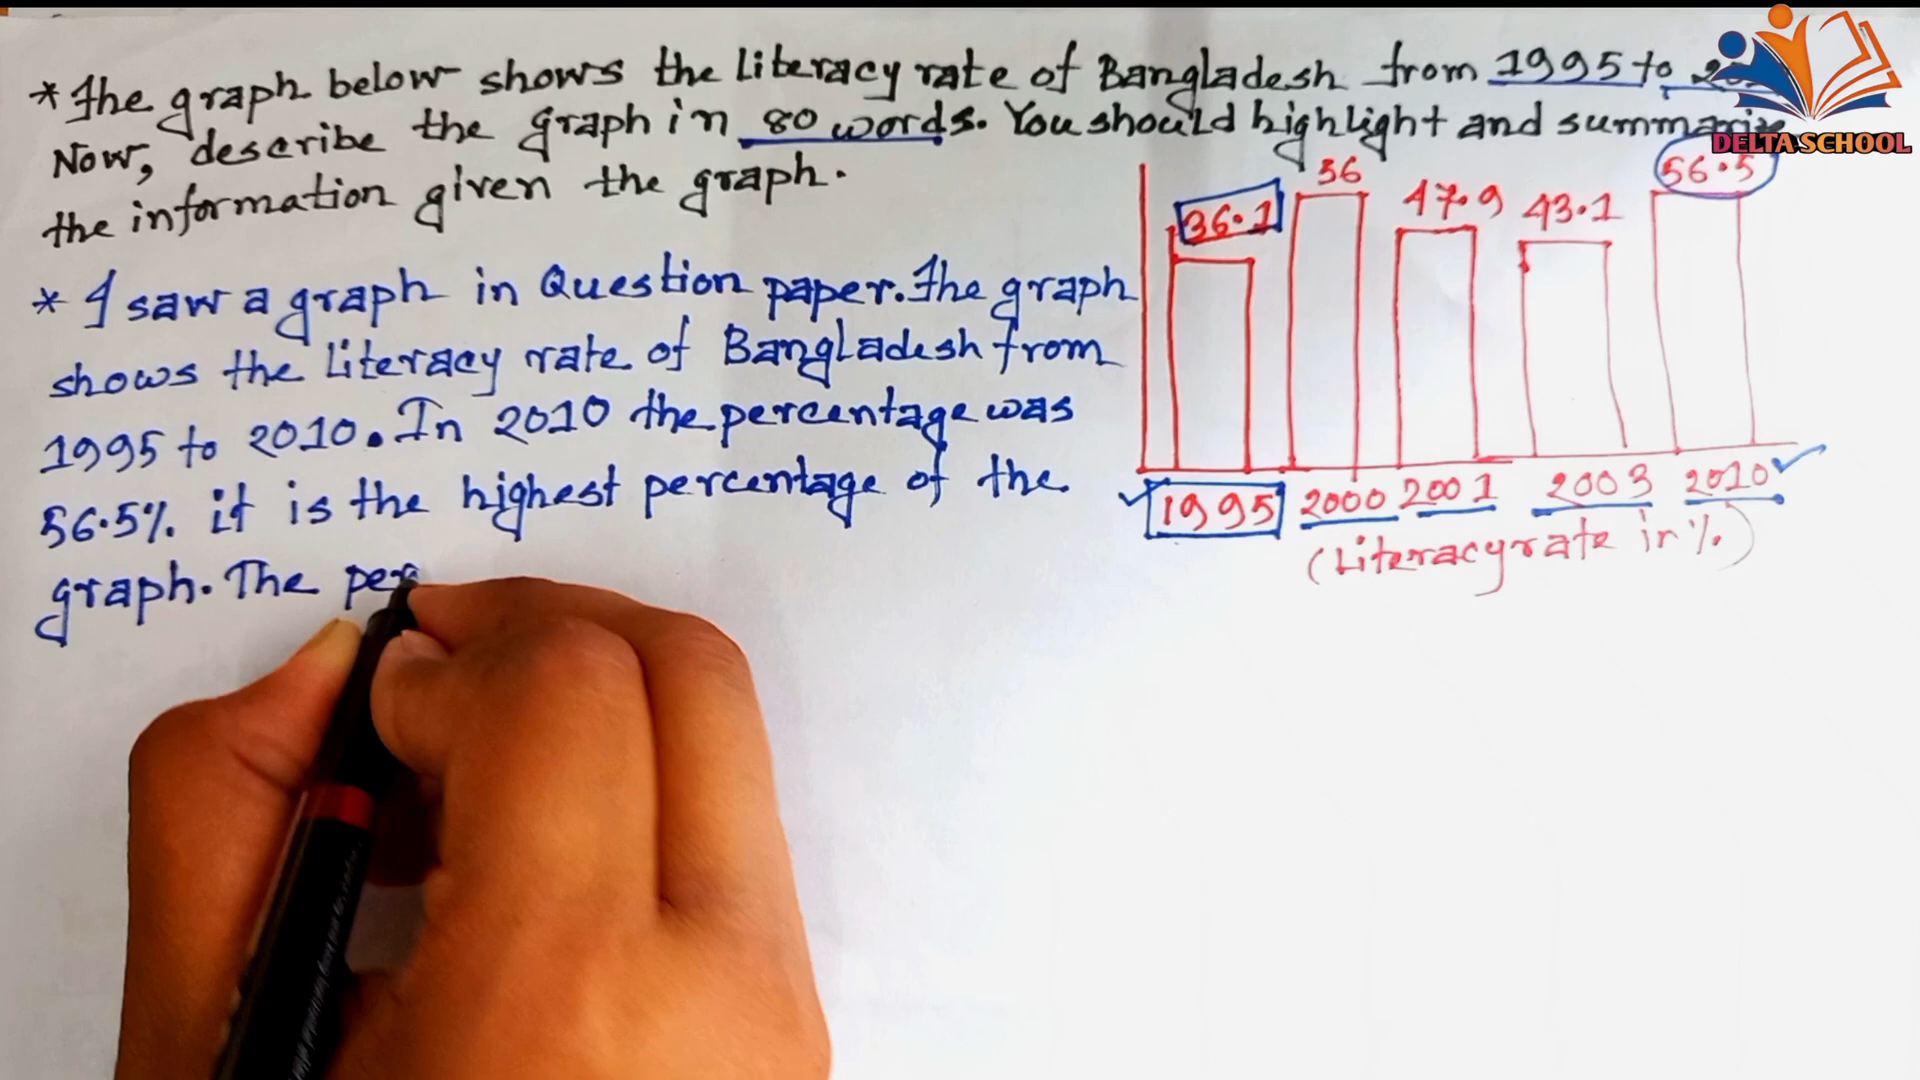 * The graph below shows the literacy rate of Bangladesh from 1995 to
Now, describe the graph in 80 words. You should highlight and summarize
the information given the graph.
DELTA SCHOOL
* I saw a graph in Question paper. The graph
shows the literacy rate of Bangladesh from
1995 to 2010. In 2010 the percentage was
56.5% it is the highest percentage of the
graph. The per
36.1 56 47.9 43.1 56.5
1995 2000 2001 2003 2010
(Literacy rate in %)